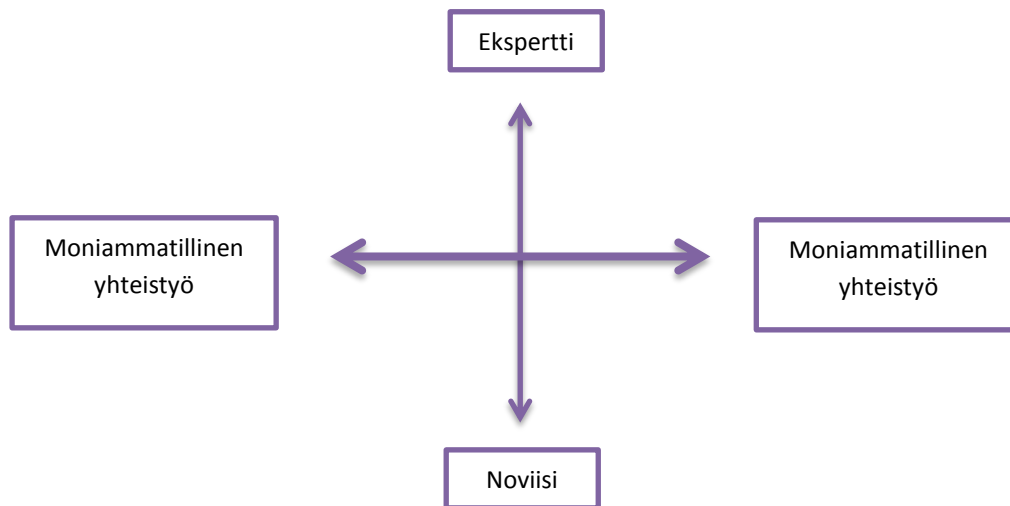 Ekspertti
Moniammatillinen
yhteistyö
Moniammatillinen
yhteistyö
Noviisi